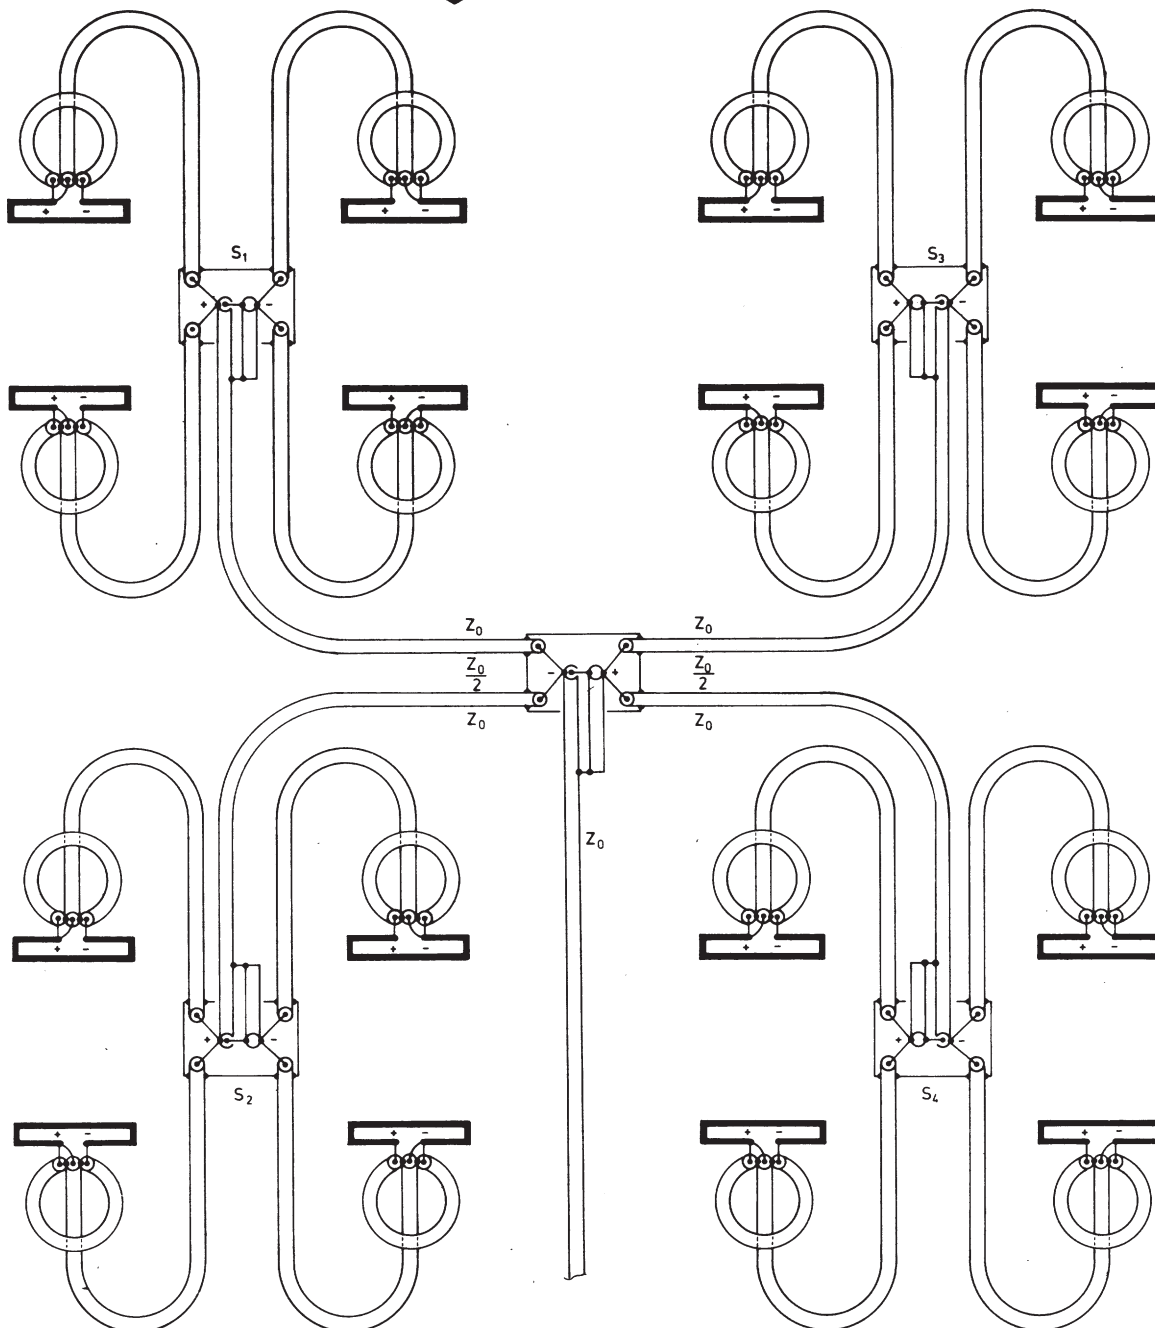 + -
+ -
+ -
+ -
S₁
S₃
+ -
+ -
+ -
+ -
+ -
+ -
Z₀
Z₀
Z₀/2
- +
Z₀/2
Z₀
Z₀
Z₀
+ -
+ -
+ -
+ -
+ -
+ -
S₂
S₄
+ -
+ -
+ -
+ -